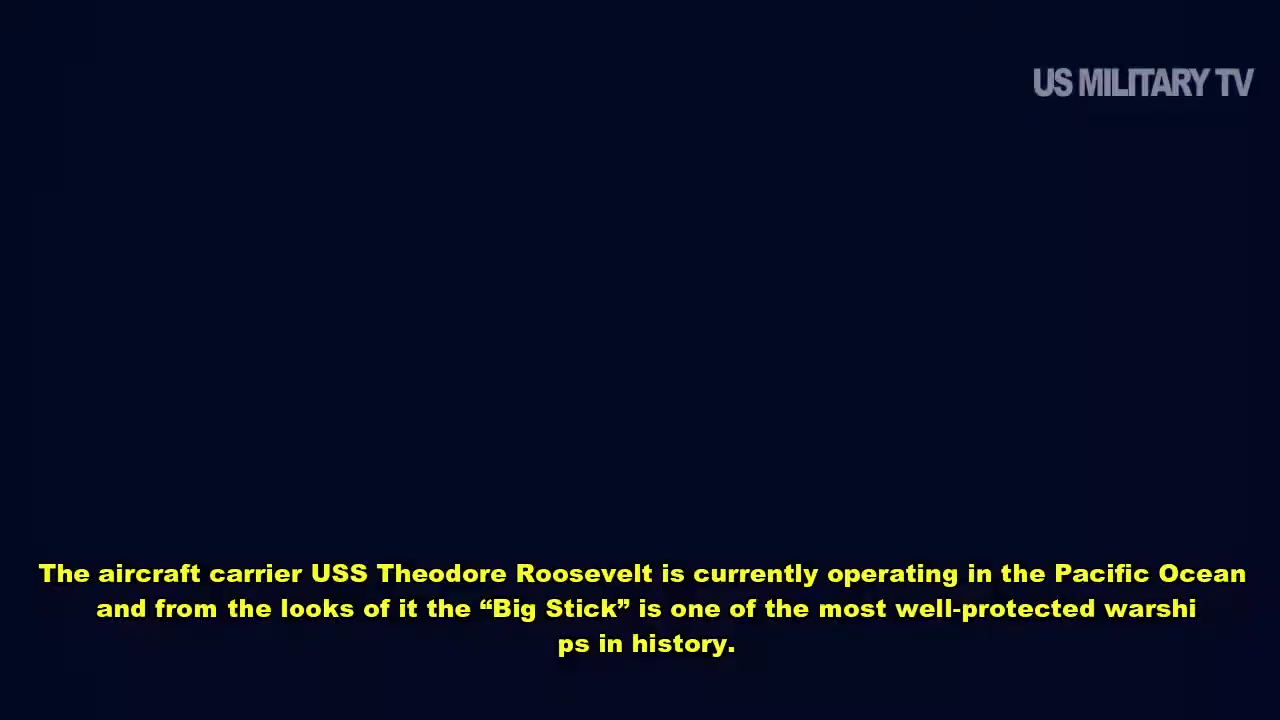 US MILITARY TV
The aircraft carrier USS Theodore Roosevelt is currently operating in the Pacific Ocean
and from the looks of it the “Big Stick” is one of the most well-protected warshi
ps in history.